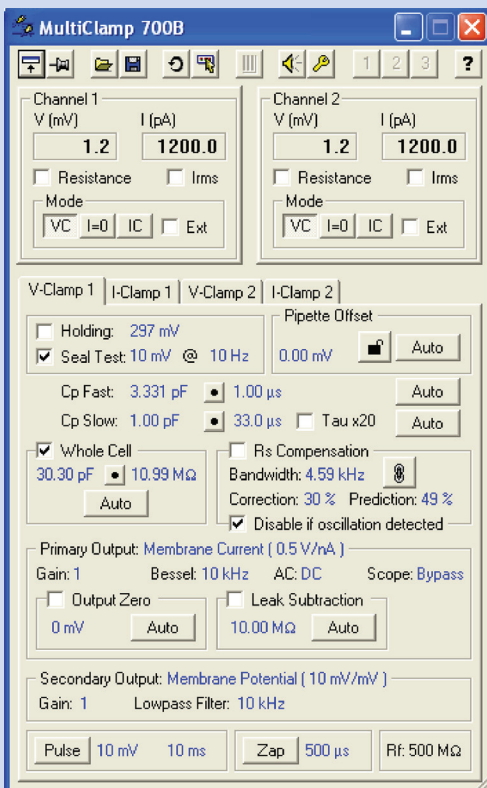 MultiClamp 700B
1 2 3 ?
Channel 1
V (mV) I (pA)
1.2 1200.0
Resistance Irms
Mode
VC I=0 IC Ext
Channel 2
V (mV) I (pA)
1.2 1200.0
Resistance Irms
Mode
VC I=0 IC Ext
V-Clamp 1 I-Clamp 1 V-Clamp 2 I-Clamp 2
Holding: 297 mV
Seal Test: 10 mV @ 10 Hz
Pipette Offset
0.00 mV Auto
Cp Fast: 3.331 pF 1.00 µs Auto
Cp Slow: 1.00 pF 33.0 µs Tau x20 Auto
Whole Cell
30.30 pF 10.99 MΩ
Auto
Rs Compensation
Bandwidth: 4.59 kHz
Correction: 30 % Prediction: 49 %
Disable if oscillation detected
Primary Output: Membrane Current ( 0.5 V/nA )
Gain: 1 Bessel: 10 kHz AC: DC Scope: Bypass
Output Zero
0 mV Auto
Leak Subtraction
10.00 MΩ Auto
Secondary Output: Membrane Potential ( 10 mV/mV )
Gain: 1 Lowpass Filter: 10 kHz
Pulse 10 mV 10 ms Zap 500 µs Rf: 500 MΩ